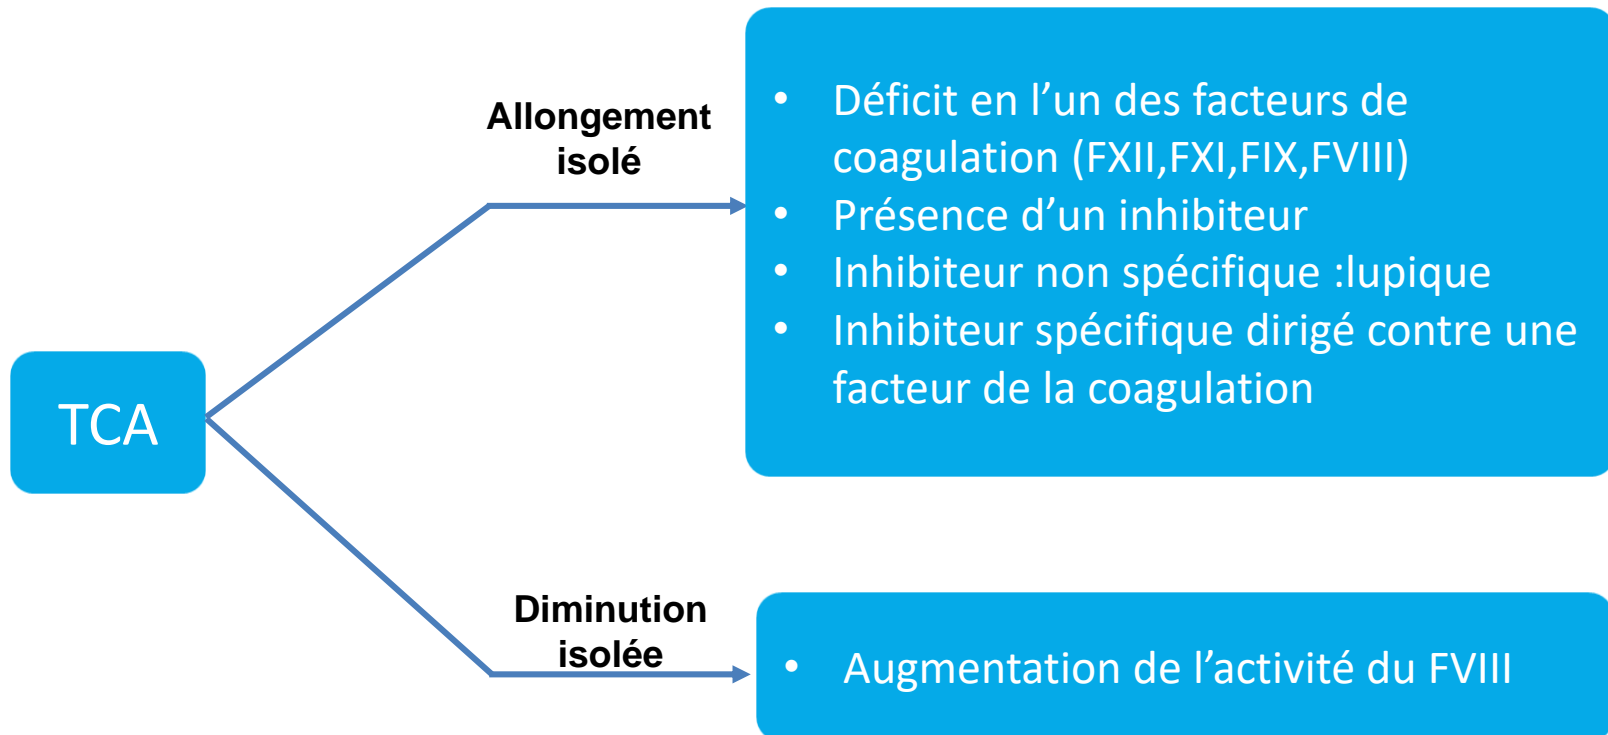 TCA
Allongement
isolé
• Déficit en l’un des facteurs de
coagulation (FXII,FXI,FIX,FVIII)
• Présence d’un inhibiteur
• Inhibiteur non spécifique :lupique
• Inhibiteur spécifique dirigé contre une
facteur de la coagulation
Diminution
isolée
• Augmentation de l’activité du FVIII